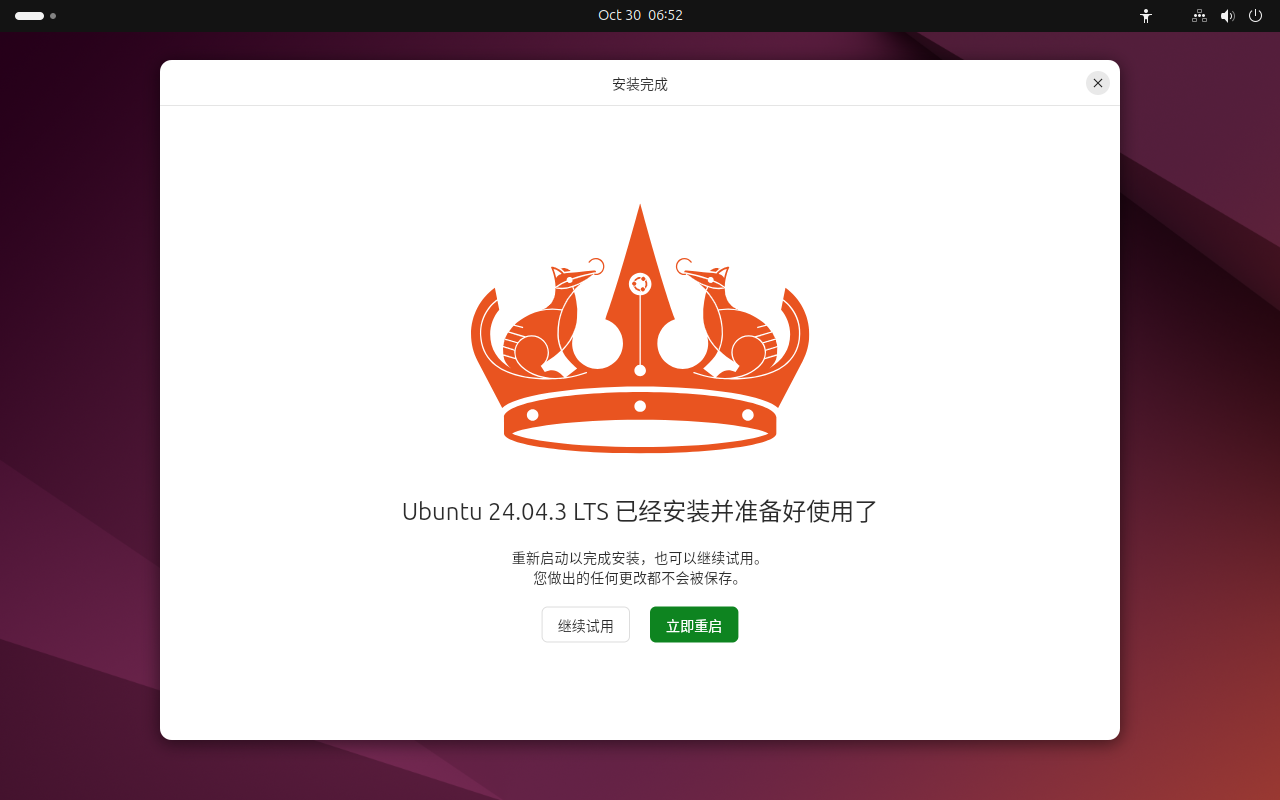 Oct 30 06:52
安装完成
Ubuntu 24.04.3 LTS 已经安装并准备好使用了
重新启动以完成安装，也可以继续试用。
您做出的任何更改都不会被保存。
继续试用
立即重启